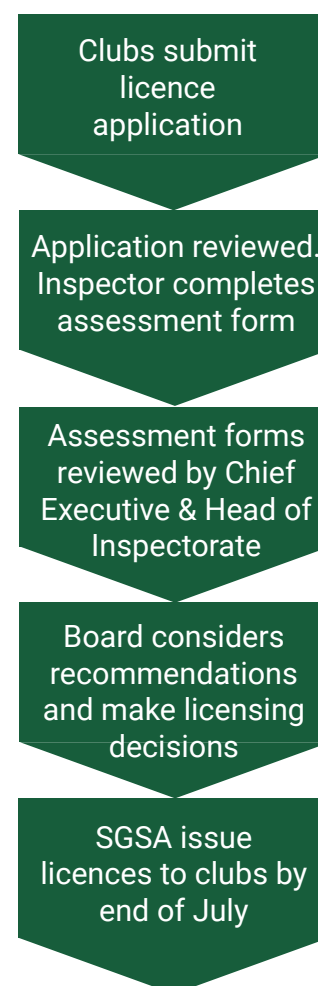 Clubs submit
licence
application
Application reviewed.
Inspector completes
assessment form
Assessment forms
reviewed by Chief
Executive & Head of
Inspectorate
Board considers
recommendations
and make licensing
decisions
SGSA issue
licences to clubs by
end of July